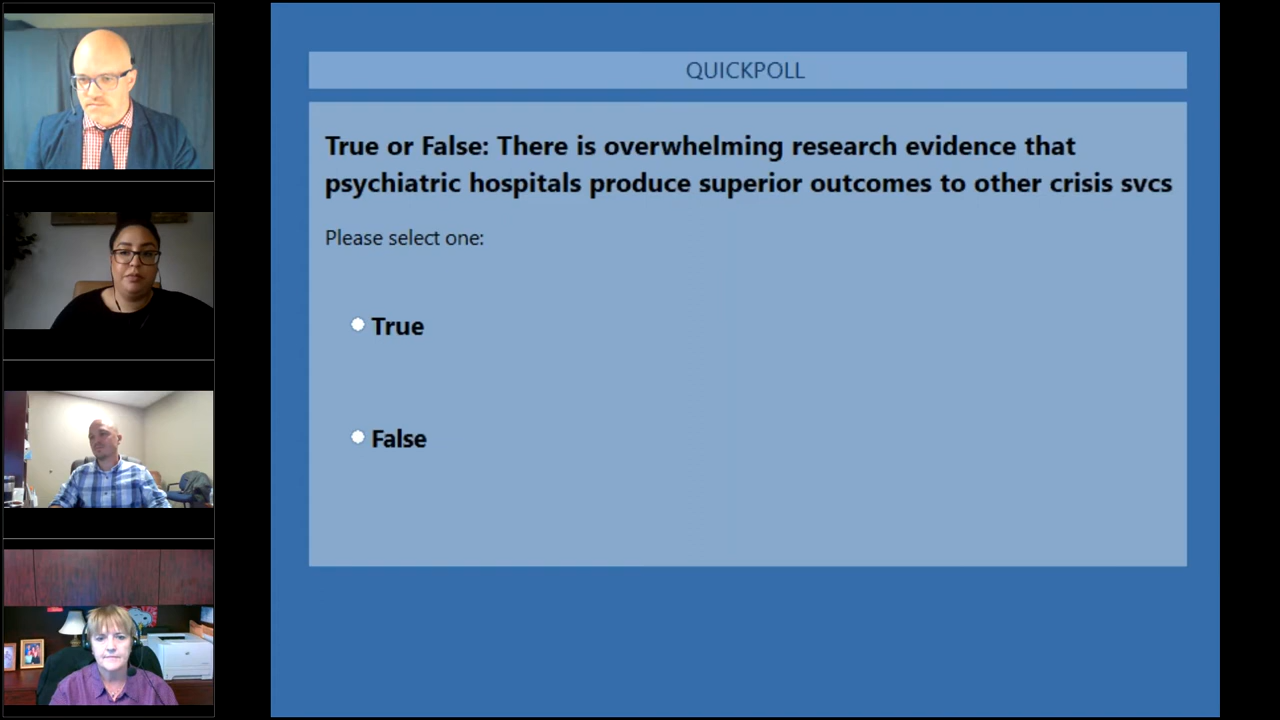 QUICKPOLL
True or False: There is overwhelming research evidence that
psychiatric hospitals produce superior outcomes to other crisis svcs
Please select one:
True
False